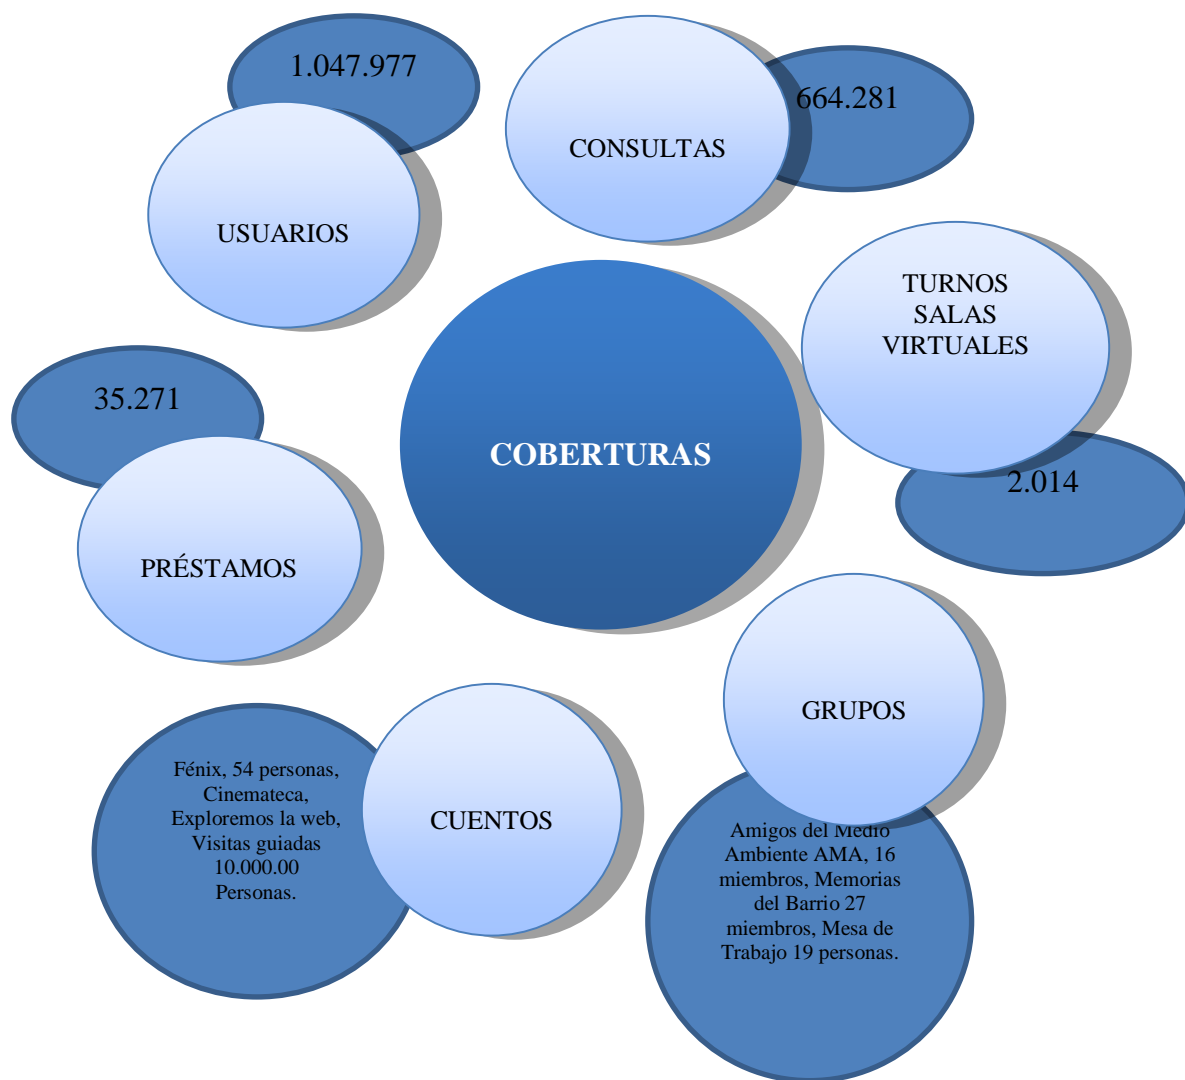 1.047.977
USUARIOS
CONSULTAS
664.281
TURNOS
SALAS
VIRTUALES
2.014
35.271
PRÉSTAMOS
COBERTURAS
GRUPOS
Amigos del Medio
Ambiente AMA, 16
miembros, Memorias
del Barrio 27
miembros, Mesa de
Trabajo 19 personas.
CUENTOS
Fénix, 54 personas,
Cinemateca,
Exploremos la web,
Visitas guiadas
10.000.00
Personas.